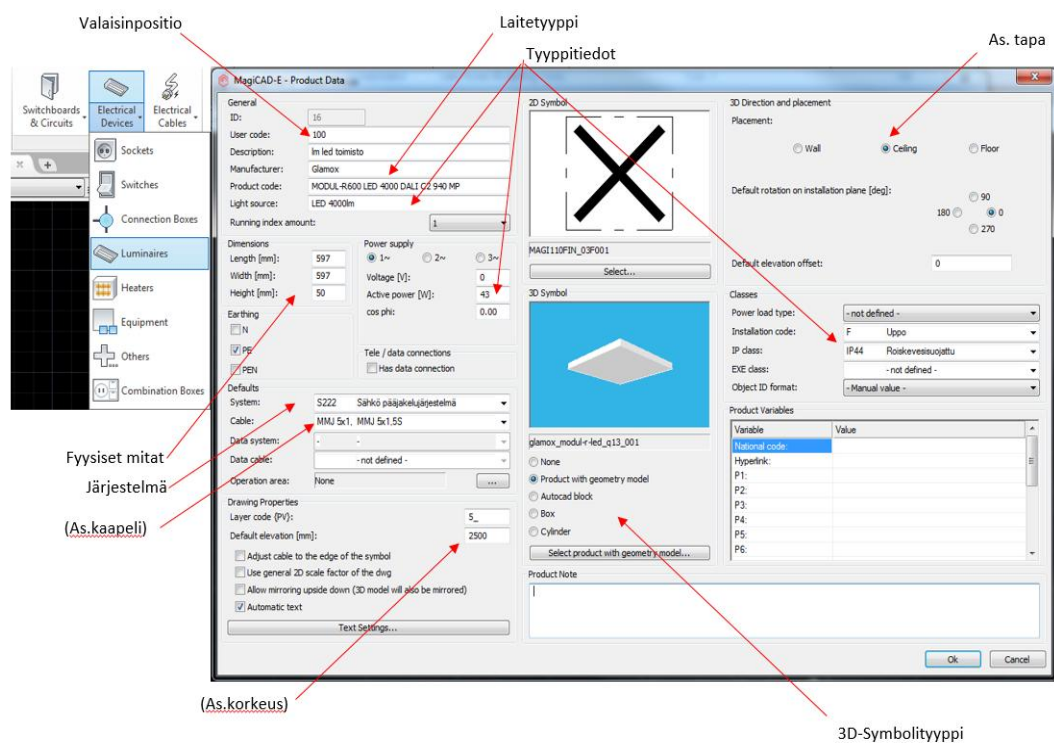 Valaisinpositio
Laitetyyppi
Tyyppitiedot
As. tapa
Switchboards
& Circuits
Electrical
Devices
Electrical
Cables
Sockets
Switches
Connection Boxes
Luminaires
Heaters
Equipment
Others
Combination Boxes
MagiCAD-E - Product Data
General
ID: 16
User code: 100
Description: lm led toimisto
Manufacturer: Glamox
Product code: MODUL-R600 LED 4000 DALI C2 940 MP
Light source: LED 4000lm
Running index amount: 1
Dimensions
Length [mm]: 597
Width [mm]: 597
Height [mm]: 50
Power supply
1~ 2~ 3~
Voltage [V]: 0
Active power [W]: 43
cos phi: 0.00
Earthing
N
PE
PEN
Tele / data connections
Has data connection
Defaults
System: S222 Sähkö pääjakelujärjestelmä
Cable: MMJ 5x1, MMJ 5x1,5S
Data system: - -
Data cable: - not defined -
Operation area: None ...
Drawing Properties
Layer code {PV}: 5_
Default elevation [mm]: 2500
Adjust cable to the edge of the symbol
Use general 2D scale factor of the dwg
Allow mirroring upside down (3D model will also be mirrored)
Automatic text
Text Settings...
2D Symbol
MAGI110FIN_03F001
Select...
3D Symbol
glamox_modul-r-led_q13_001
None
Product with geometry model
Autocad block
Box
Cylinder
Select product with geometry model...
Product Note
3D Direction and placement
Placement:
Wall Ceiling Floor
Default rotation on installation plane [deg]:
90
180 0
270
Default elevation offset: 0
Classes
Power load type: - not defined -
Installation code: F Uppo
IP class: IP44 Roiskevesisuojattu
EXE class: - not defined -
Object ID format: - Manual value -
Product Variables
Variable Value
National code:
Hyperlink:
P1:
P2:
P3:
P4:
P5:
P6:
Ok Cancel
Fyysiset mitat
Järjestelmä
(As.kaapeli)
(As.korkeus)
3D-Symbolityyppi